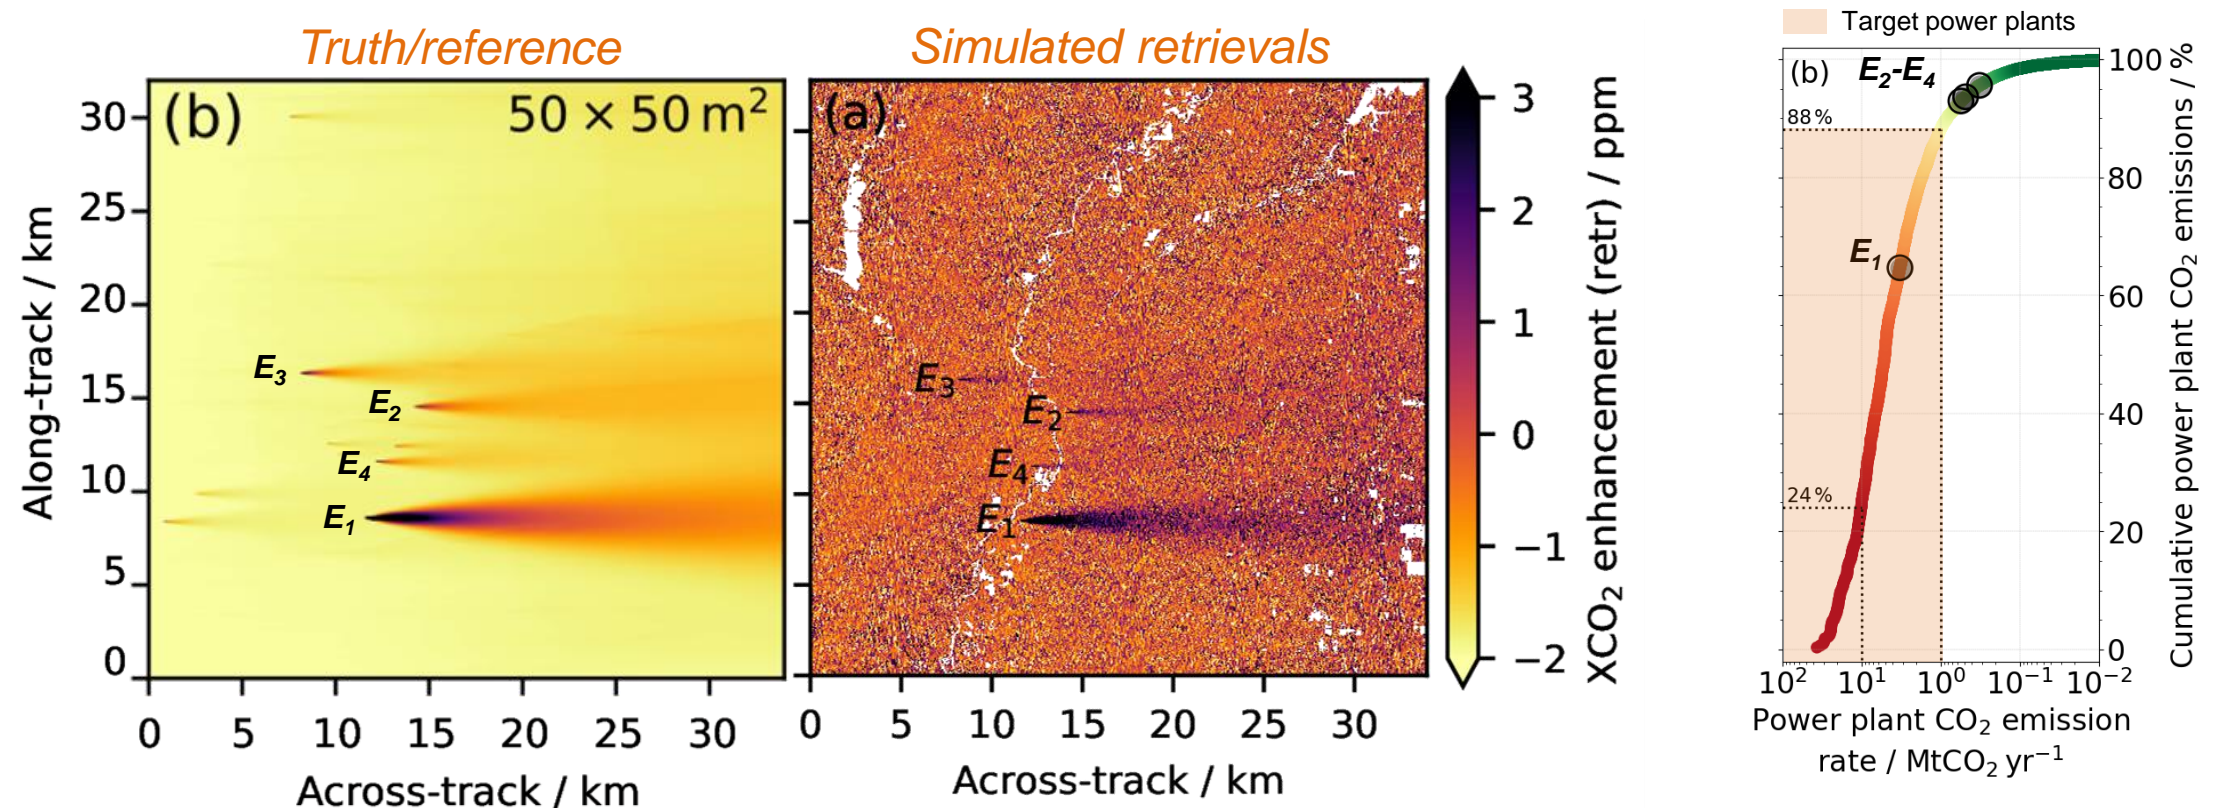 Truth/reference
Simulated retrievals
(b)
50 × 50 m²
E₃
E₂
E₄
E₁
30
25
20
15
10
5
0
Along-track / km
0 5 10 15 20 25 30
Across-track / km
(a)
E₃
E₂
E₄
E₁
0 5 10 15 20 25 30
Across-track / km
3
2
1
0
−1
−2
XCO₂ enhancement (retr) / ppm
Target power plants
(b)
E₂-E₄
88 %
E₁
24 %
100
80
60
40
20
0
Cumulative power plant CO₂ emissions / %
10² 10¹ 10⁰ 10⁻¹ 10⁻²
Power plant CO₂ emission
rate / MtCO₂ yr⁻¹